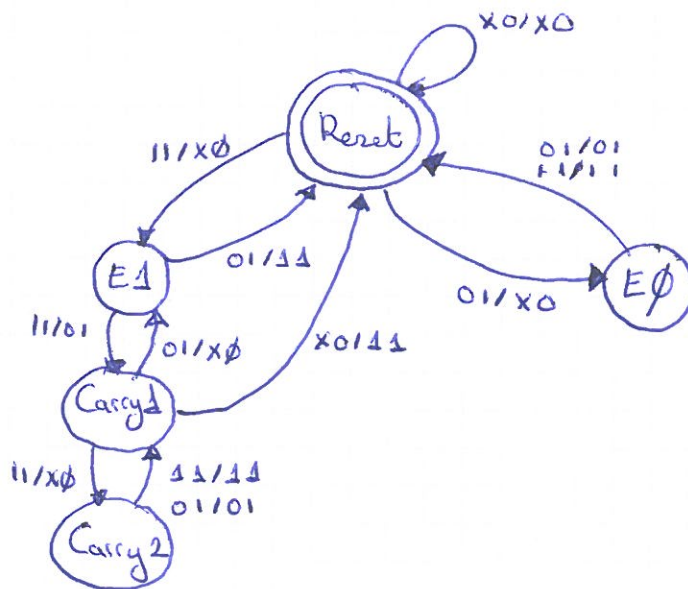 X0/X0
Reset
11/XØ
01/01
11/11
01/11
E1
EØ
01/X0
11/01
01/XØ
X0/11
Carry1
11/XØ
11/11
01/01
Carry2